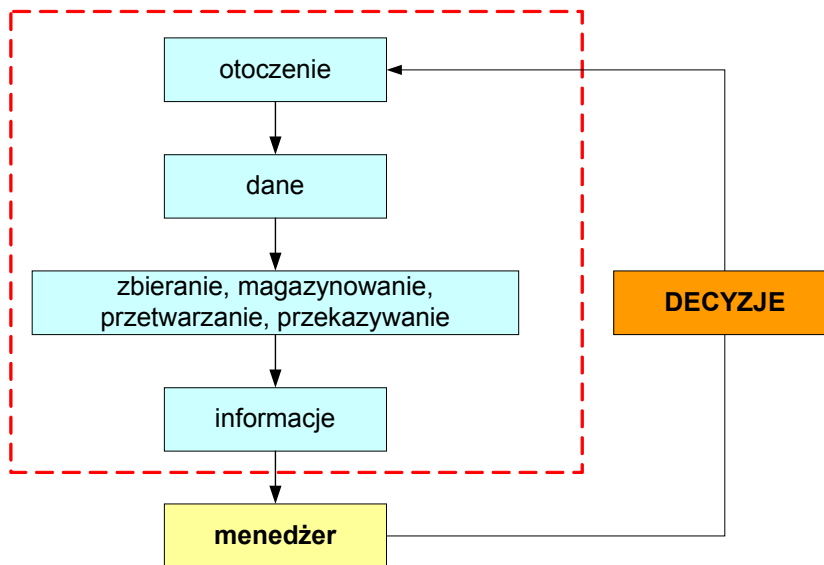 otoczenie
dane
zbieranie, magazynowanie,
przetwarzanie, przekazywanie
DECYZJE
informacje
menedżer